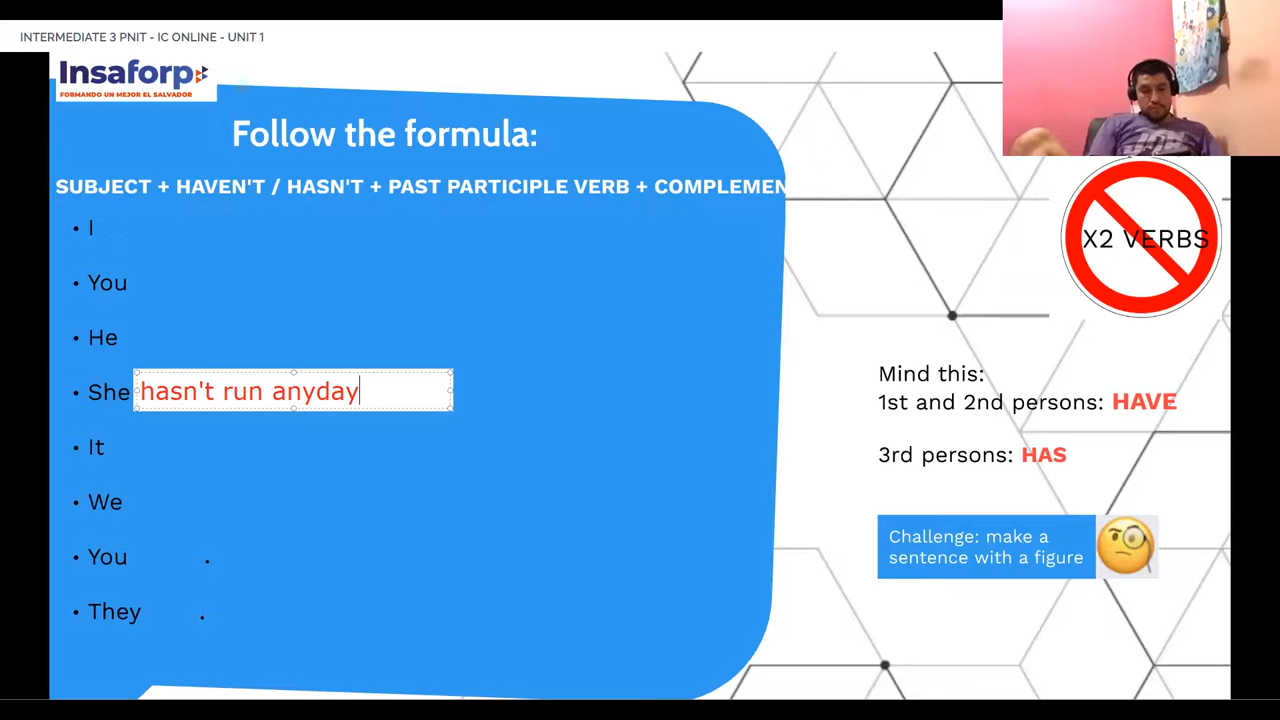 INTERMEDIATE 3 PNIT - IC ONLINE - UNIT 1
Insaforp
FORMANDO UN MEJOR EL SALVADOR
Follow the formula:
SUBJECT + HAVEN'T / HASN'T + PAST PARTICIPLE VERB + COMPLEMEN
• I
• You
• He
• She hasn't run anyday
• It
• We
• You .
• They .
X2 VERBS
Mind this:
1st and 2nd persons: HAVE
3rd persons: HAS
Challenge: make a
sentence with a figure